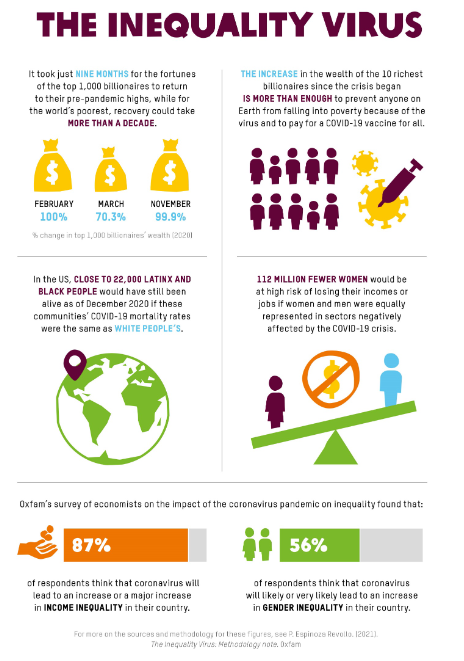 THE INEQUALITY VIRUS
It took just NINE MONTHS for the fortunes
of the top 1,000 billionaires to return
to their pre-pandemic highs, while for
the world's poorest, recovery could take
MORE THAN A DECADE.
$ $ $
FEBRUARY MARCH NOVEMBER
100% 70.3% 99.9%
% change in top 1,000 billionaires' wealth (2020)
THE INCREASE in the wealth of the 10 richest
billionaires since the crisis began
IS MORE THAN ENOUGH to prevent anyone on
Earth from falling into poverty because of the
virus and to pay for a COVID-19 vaccine for all.
In the US, CLOSE TO 22,000 LATINX AND
BLACK PEOPLE would have still been
alive as of December 2020 if these
communities' COVID-19 mortality rates
were the same as WHITE PEOPLE'S.
112 MILLION FEWER WOMEN would be
at high risk of losing their incomes or
jobs if women and men were equally
represented in sectors negatively
affected by the COVID-19 crisis.
Oxfam's survey of economists on the impact of the coronavirus pandemic on inequality found that:
87%
of respondents think that coronavirus will
lead to an increase or a major increase
in INCOME INEQUALITY in their country.
56%
of respondents think that coronavirus
will likely or very likely lead to an increase
in GENDER INEQUALITY in their country.
For more on the sources and methodology for these figures, see P. Espinoza Revollo. (2021).
The Inequality Virus: Methodology note. Oxfam